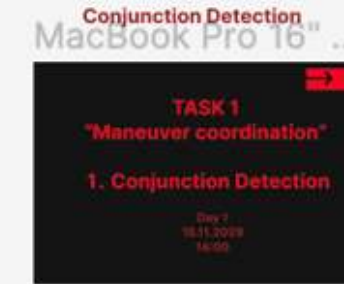 Conjunction Detection
MacBook Pro 16" ...
TASK 1
"Maneuver coordination"
1. Conjunction Detection
Day 1
16:00